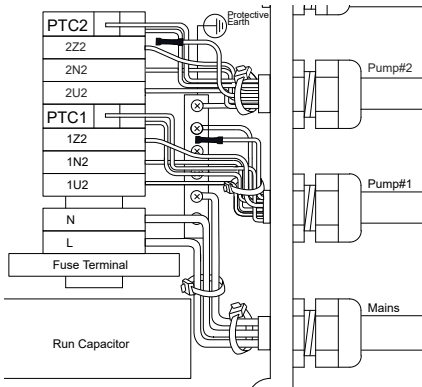 PTC2
2Z2
2N2
2U2
PTC1
1Z2
1N2
1U2
N
L
Fuse Terminal
Run Capacitor
Protective
Earth
Pump#2
Pump#1
Mains